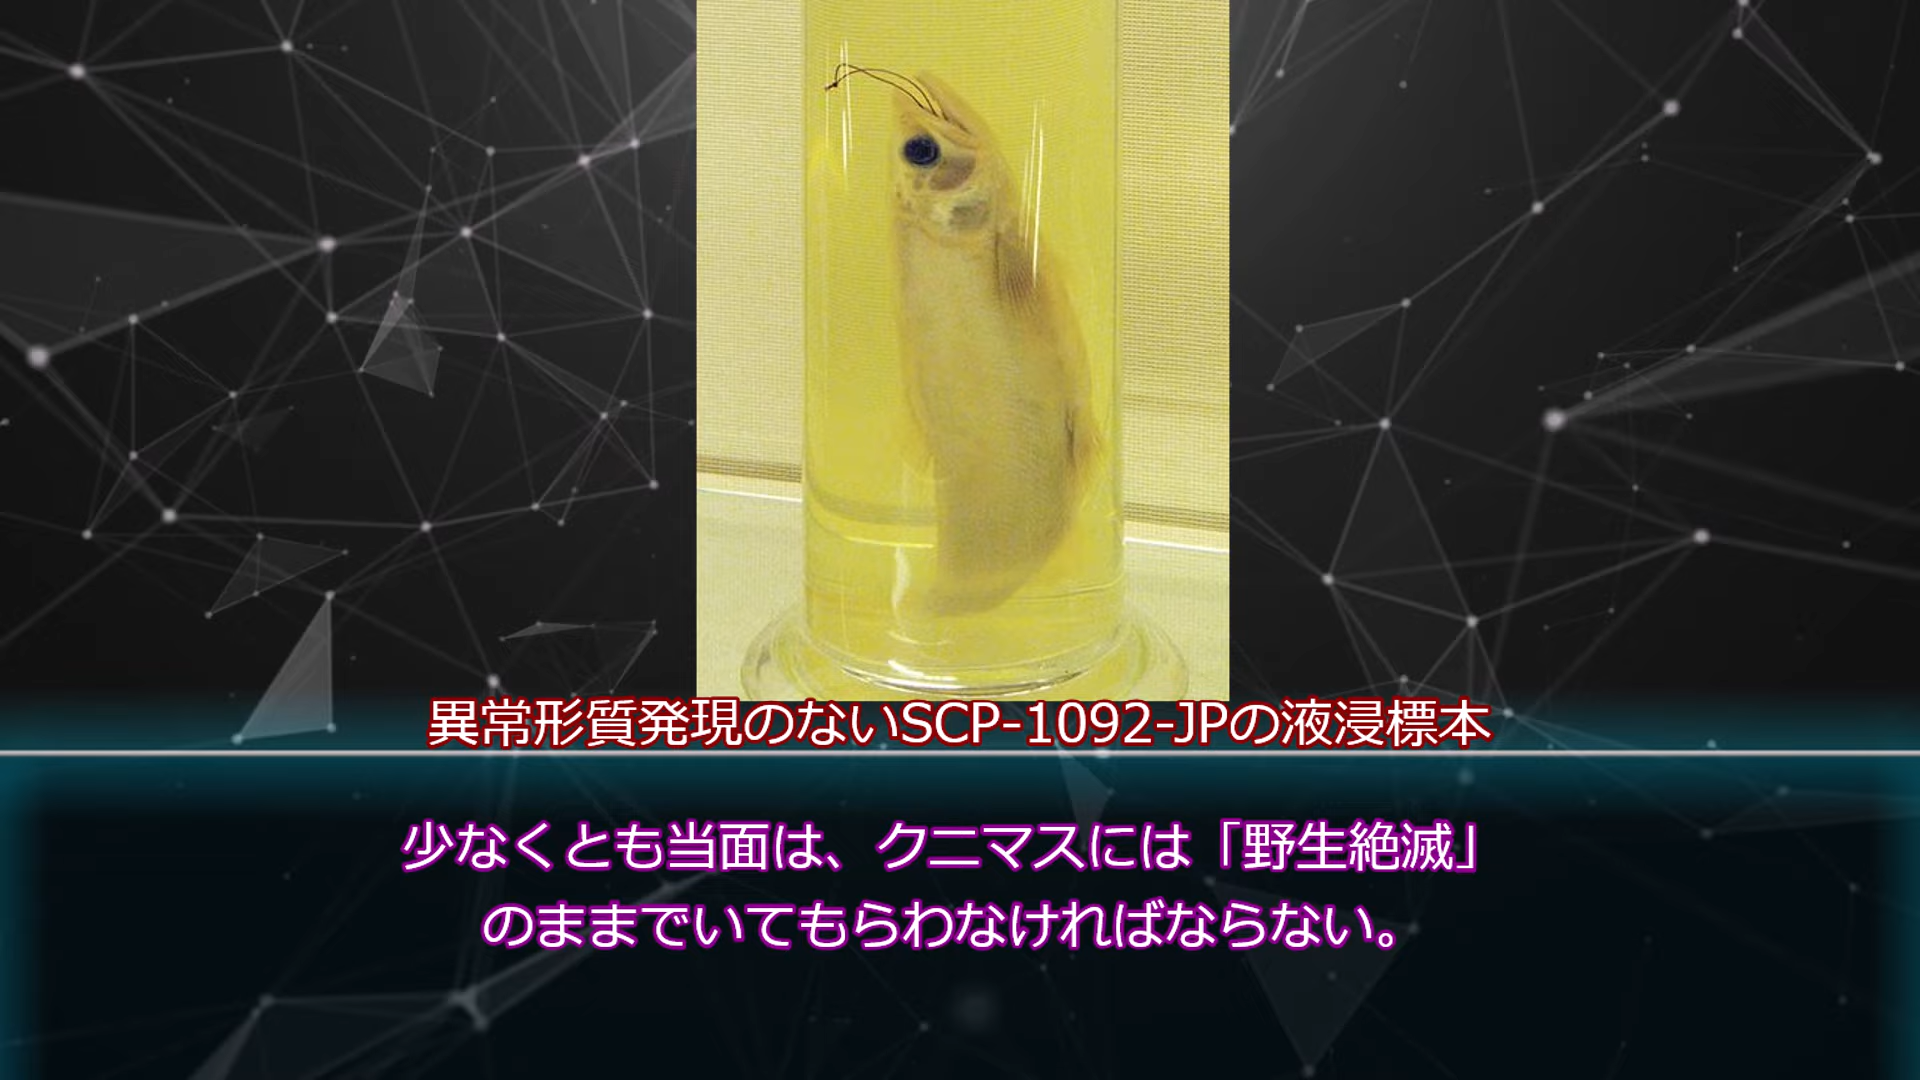 異常形質発現のないSCP-1092-JPの液浸標本
少なくとも当面は、クニマスには「野生絶滅」
のままでいてもらわなければならない。